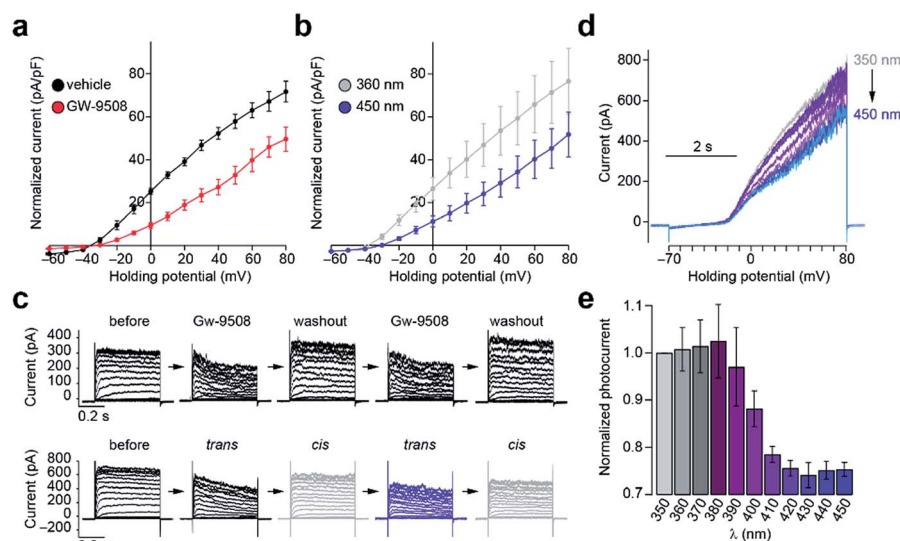 a
Normalized current (pA/pF)
80
60
40
20
vehicle
GW-9508
−60 −40 −20 0 20 40 60 80
Holding potential (mV)
b
Normalized current (pA/pF)
80
60
40
20
360 nm
450 nm
−60 −40 −20 0 20 40 60 80
Holding potential (mV)
c
before Gw-9508 washout Gw-9508 washout
Current (pA)
400
300
200
100
0
0.2 s
before trans cis trans cis
Current (pA)
800
600
400
200
0
−200
d
Current (pA)
800
600
400
200
0
2 s
350 nm
450 nm
−70 0 80
Holding potential (mV)
e
Normalized photocurrent
1.1
1.0
0.9
0.8
0.7
350 360 370 380 390 400 410 420 430 440 450
λ (nm)